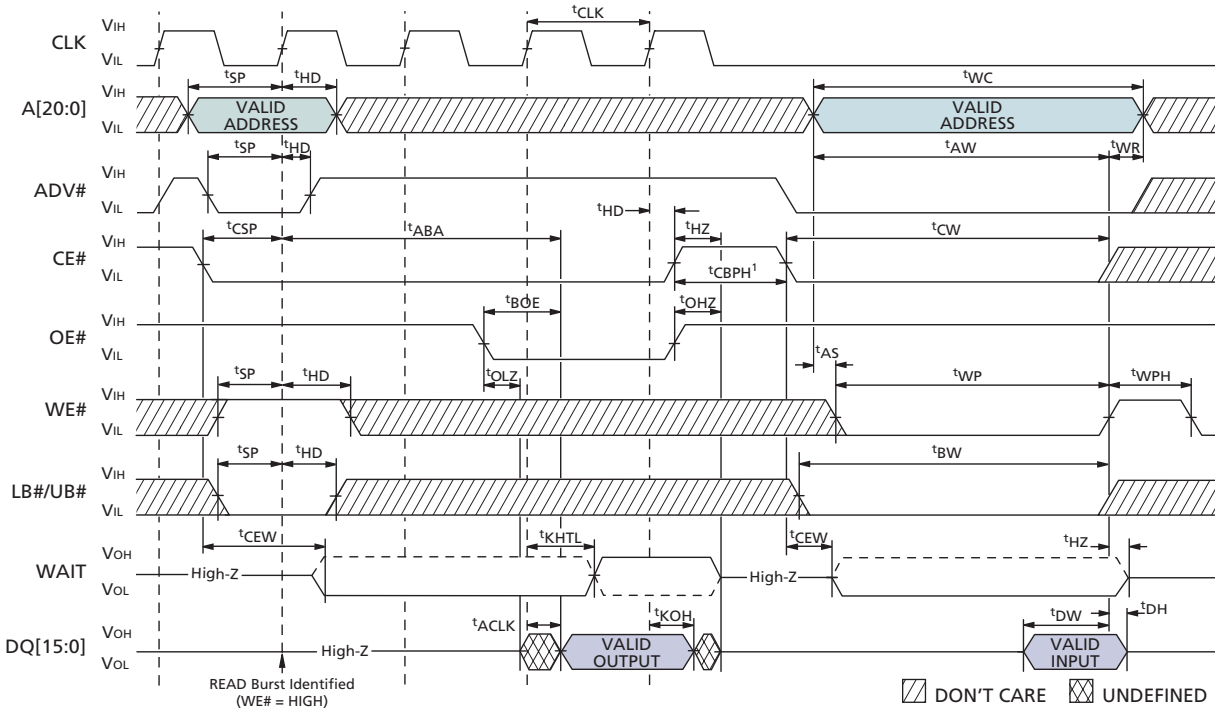 tCLK
CLK VIH
VIL
tSP tHD tWC
A[20:0] VIH
VIL
VALID ADDRESS
VALID ADDRESS
tSP tHD tAW tWR
ADV# VIH
VIL
tHD
tCSP tABA tHZ tCW
CE# VIH
VIL
tCBPH1
tBOE tOHZ
OE# VIH
VIL
tAS
tOLZ
tSP tHD tWP tWPH
WE# VIH
VIL
tSP tHD tBW
LB#/UB# VIH
VIL
tCEW tKHTL tCEW tHZ
WAIT VOH
VOL
High-Z High-Z
tACLK tKOH tDW tDH
DQ[15:0] VOH
VOL
High-Z
VALID OUTPUT
VALID INPUT
READ Burst Identified
(WE# = HIGH)
DON'T CARE UNDEFINED